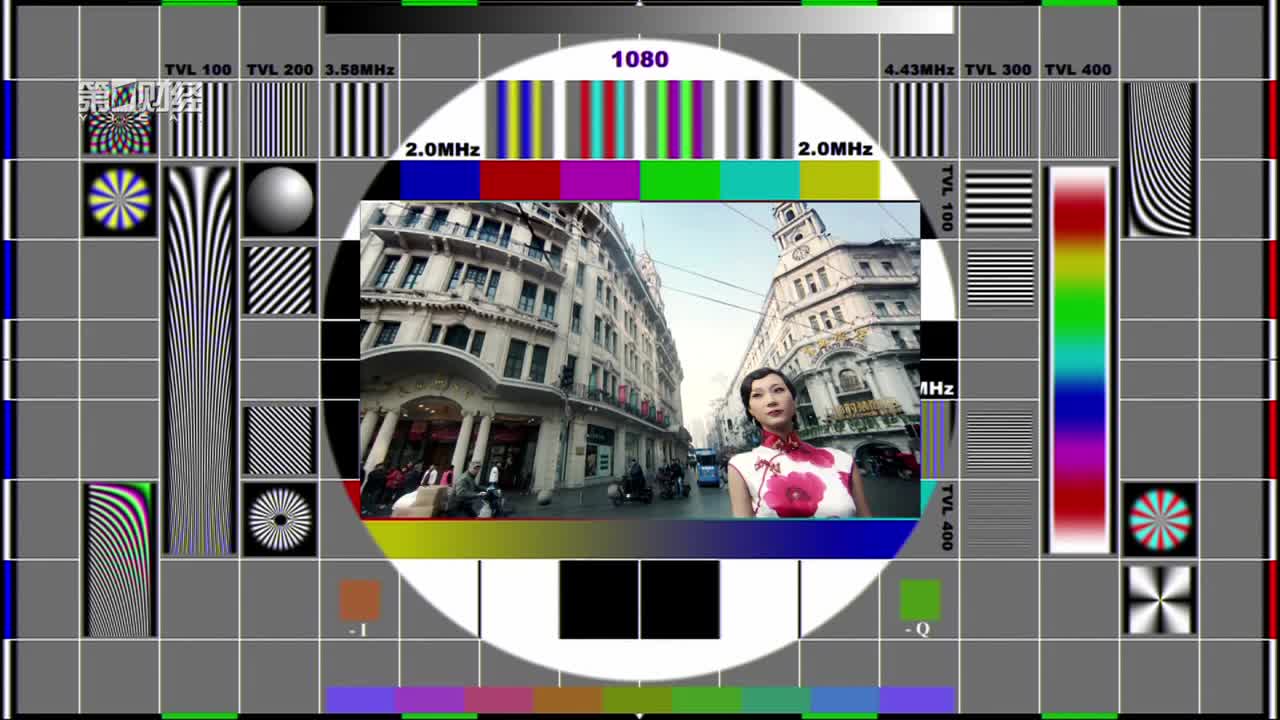 1080
TVL 100
TVL 200
3.58MHz
4.43MHz
TVL 300
TVL 400
第一财经
YICAI
2.0MHz
2.0MHz
TVL 100
MHz
TVL 400
- I
- Q